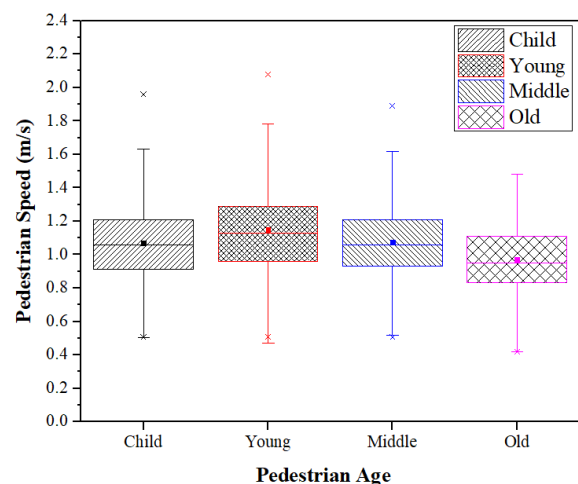 2.4
2.2
2.0
1.8
1.6
1.4
1.2
1.0
0.8
0.6
0.4
0.2
0.0
Pedestrian Speed (m/s)
Child
Young
Middle
Old
Child
Young
Middle
Old
Pedestrian Age